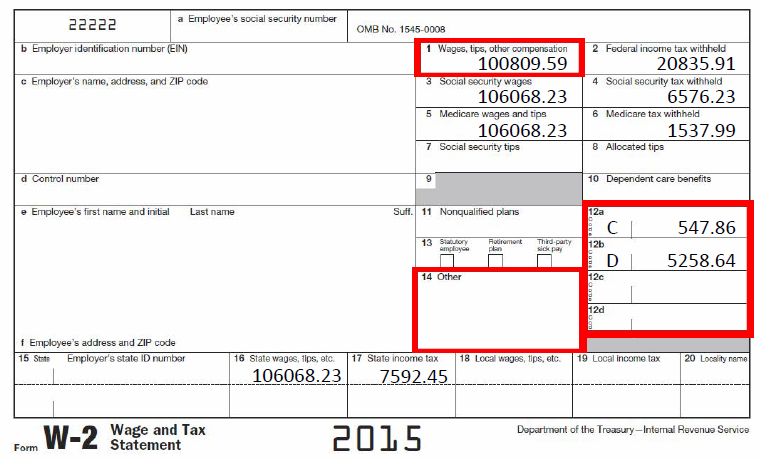 22222
a Employee's social security number
OMB No. 1545-0008
b Employer identification number (EIN)
1 Wages, tips, other compensation
100809.59
2 Federal income tax withheld
20835.91
c Employer's name, address, and ZIP code
3 Social security wages
106068.23
4 Social security tax withheld
6576.23
5 Medicare wages and tips
106068.23
6 Medicare tax withheld
1537.99
7 Social security tips
8 Allocated tips
d Control number
9
10 Dependent care benefits
e Employee's first name and initial Last name Suff.
11 Nonqualified plans
12a
Code
C 547.86
13 Statutory employee Retirement plan Third-party sick pay
12b
Code
D 5258.64
14 Other
12c
Code
12d
Code
f Employee's address and ZIP code
15 State Employer's state ID number
16 State wages, tips, etc.
106068.23
17 State income tax
7592.45
18 Local wages, tips, etc.
19 Local income tax
20 Locality name
Form W-2 Wage and Tax Statement
2015
Department of the Treasury—Internal Revenue Service